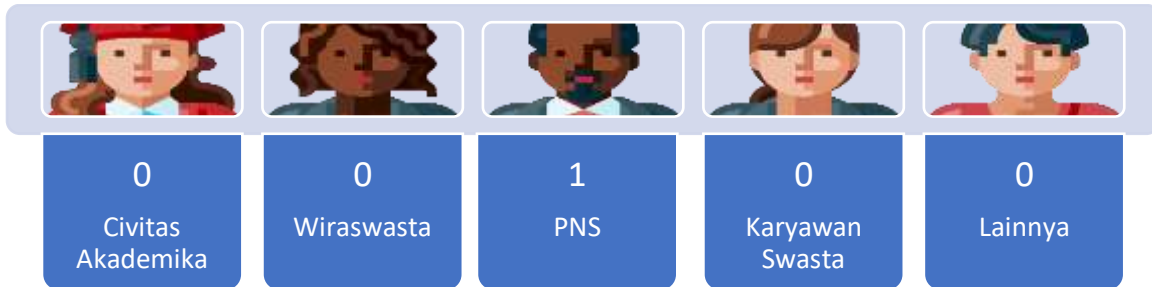 0
Civitas
Akademika
0
Wiraswasta
1
PNS
0
Karyawan
Swasta
0
Lainnya